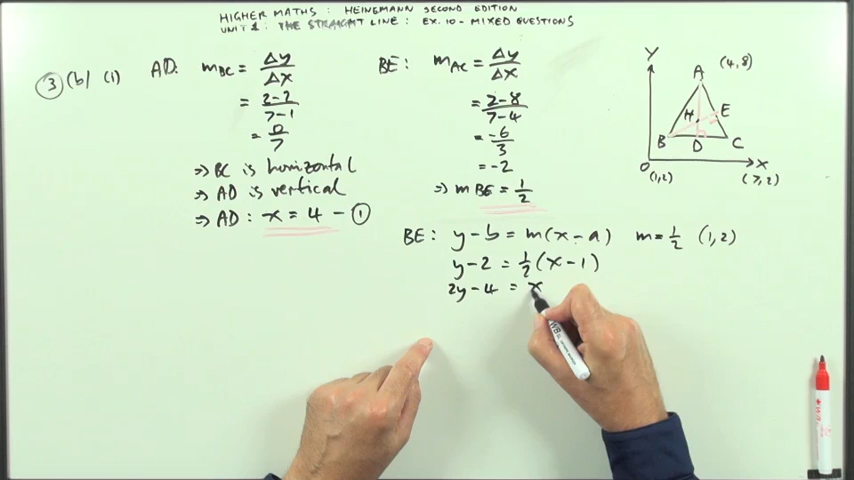 HIGHER MATHS : HEINEMANN SECOND EDITION
UNIT 1 : THE STRAIGHT LINE : EX. 10 - MIXED QUESTIONS
③ (b) (1) AD: mBC = Δy/Δx
= 2-2/7-1
= 0/7
⇒ BC is horizontal
⇒ AD is vertical
⇒ AD : x = 4 - ①
BE : mAC = Δy/Δx
= 2-8/7-4
= -6/3
= -2
⇒ m BE = 1/2
BE : y - b = m(x - a) m = 1/2 (1,2)
y - 2 = 1/2(x - 1)
2y - 4 = x
Y
A (4,8)
H E
B D C
O (1,2) X (7,2)